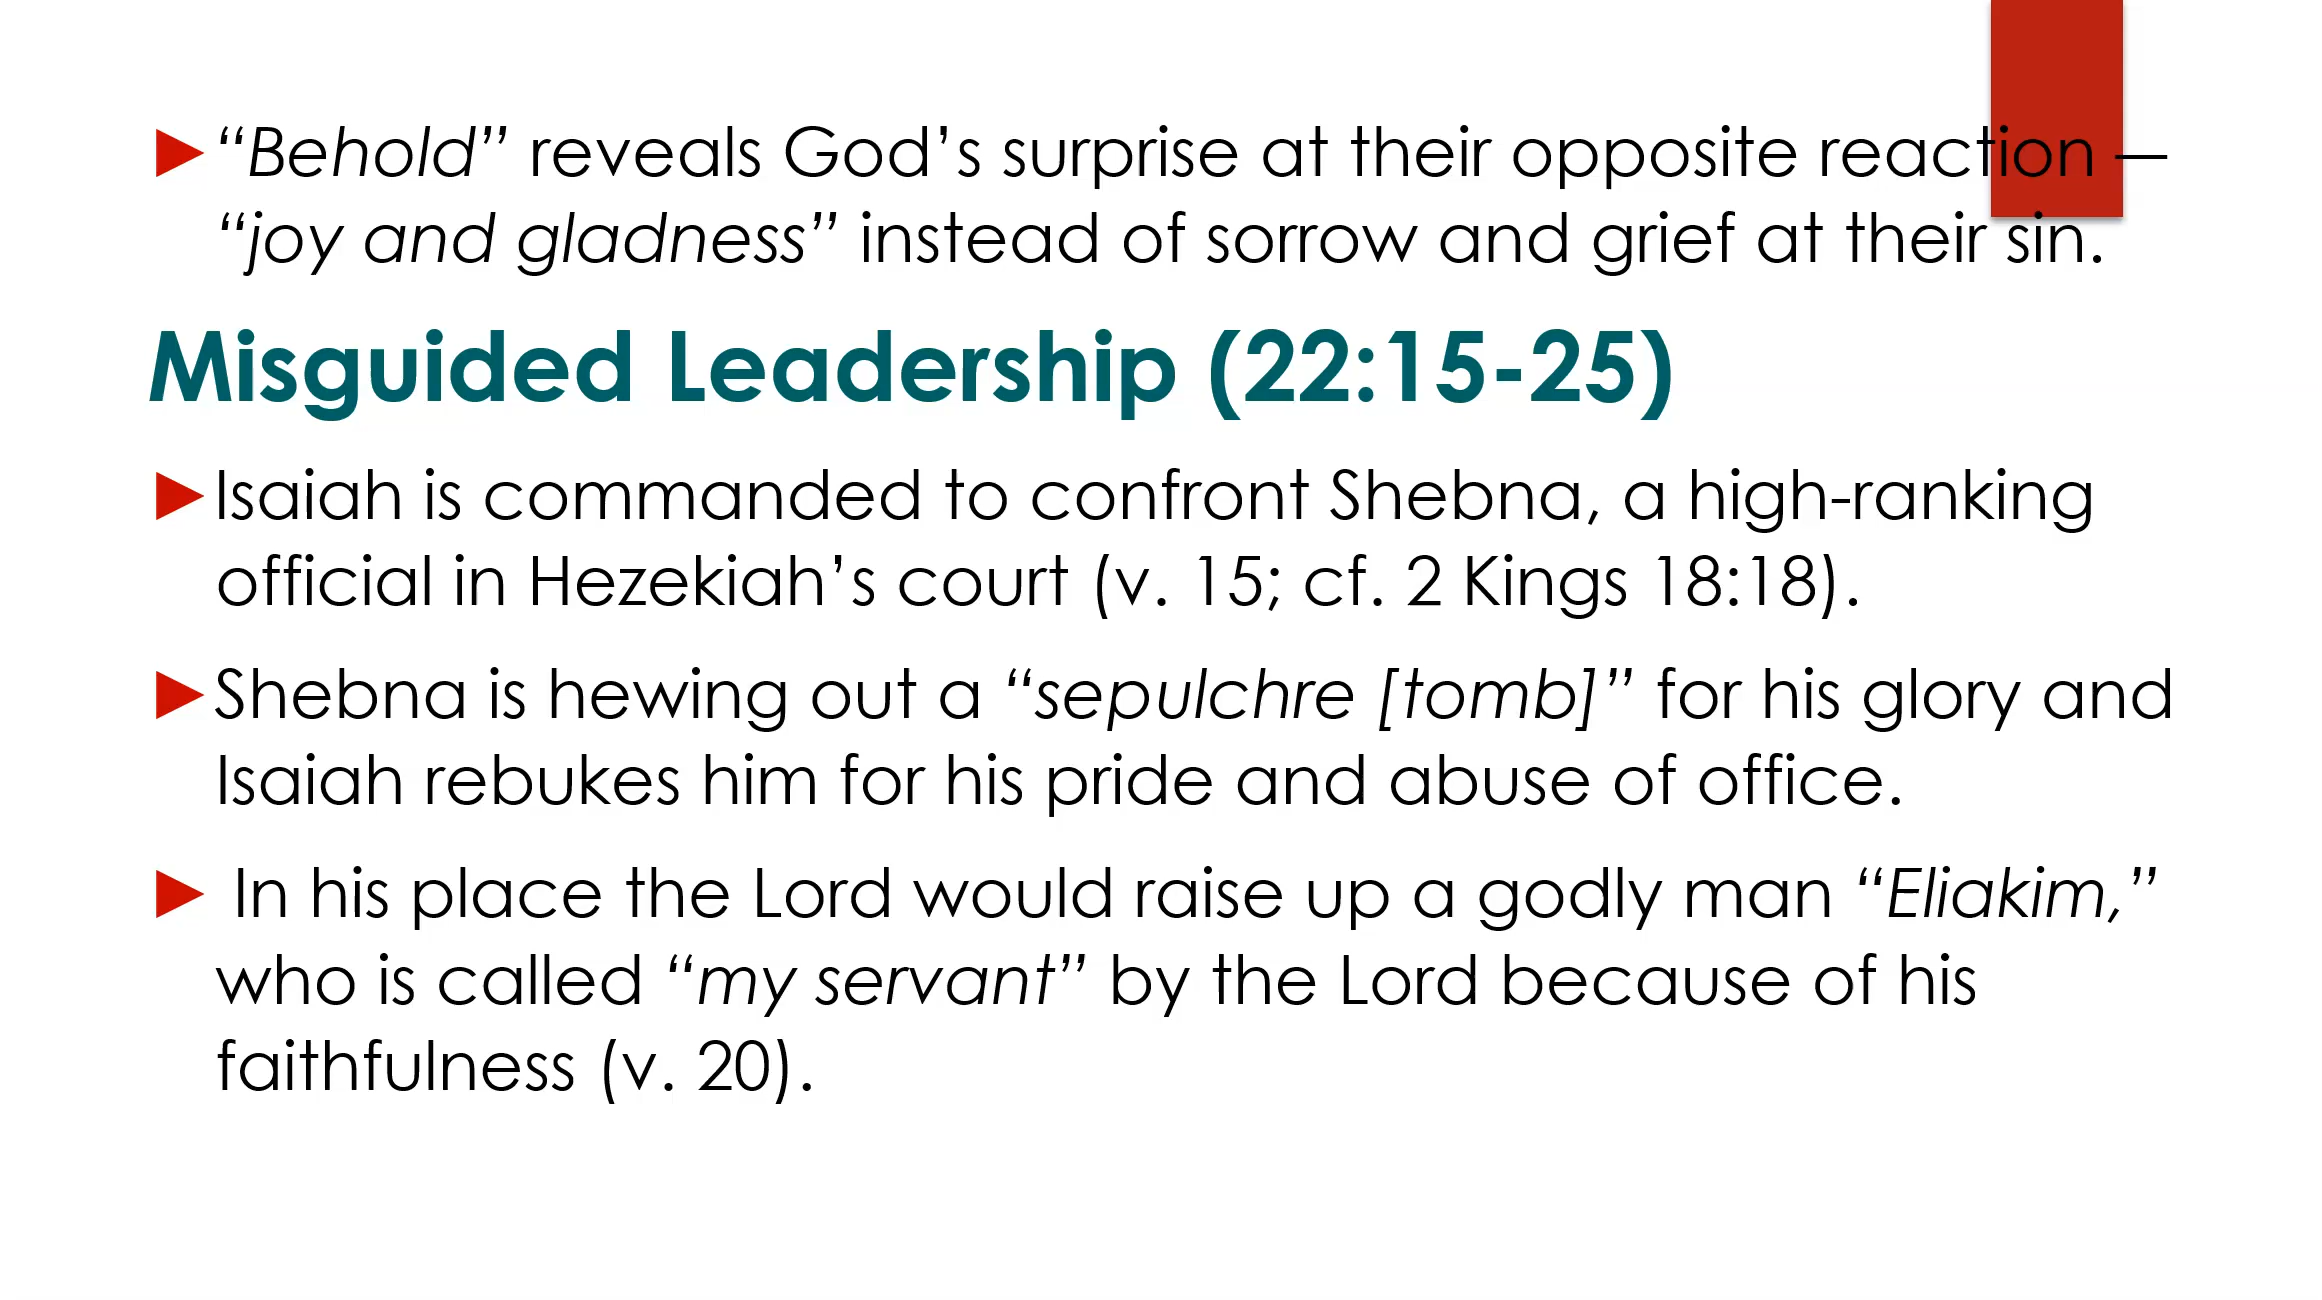 ►“Behold” reveals God’s surprise at their opposite reaction —
“joy and gladness” instead of sorrow and grief at their sin.
Misguided Leadership (22:15-25)
►Isaiah is commanded to confront Shebna, a high-ranking
official in Hezekiah’s court (v. 15; cf. 2 Kings 18:18).
►Shebna is hewing out a “sepulchre [tomb]” for his glory and
Isaiah rebukes him for his pride and abuse of office.
► In his place the Lord would raise up a godly man “Eliakim,”
who is called “my servant” by the Lord because of his
faithfulness (v. 20).